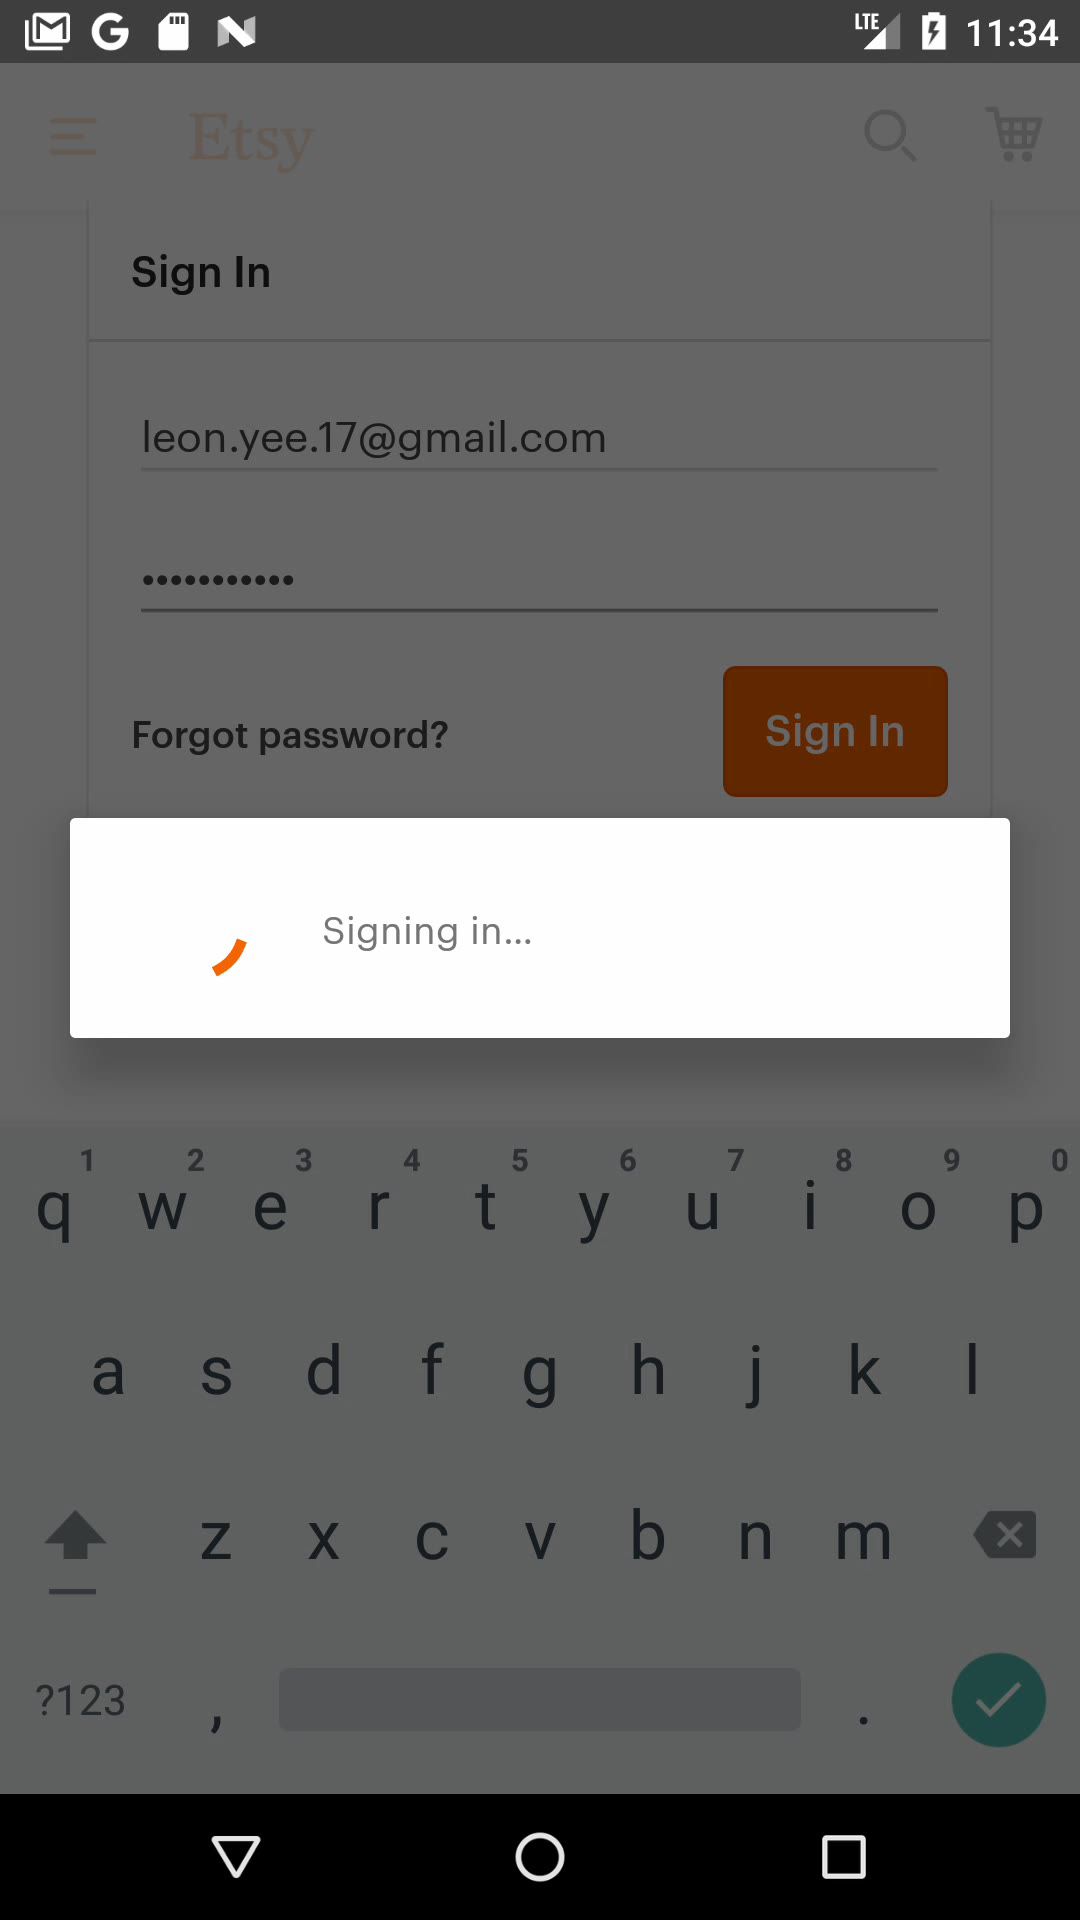 LTE 11:34
Etsy
Sign In
leon.yee.17@gmail.com
•••••••••••
Forgot password?
Sign In
Signing in...
1 2 3 4 5 6 7 8 9 0
q w e r t y u i o p
a s d f g h j k l
z x c v b n m
?123 , .